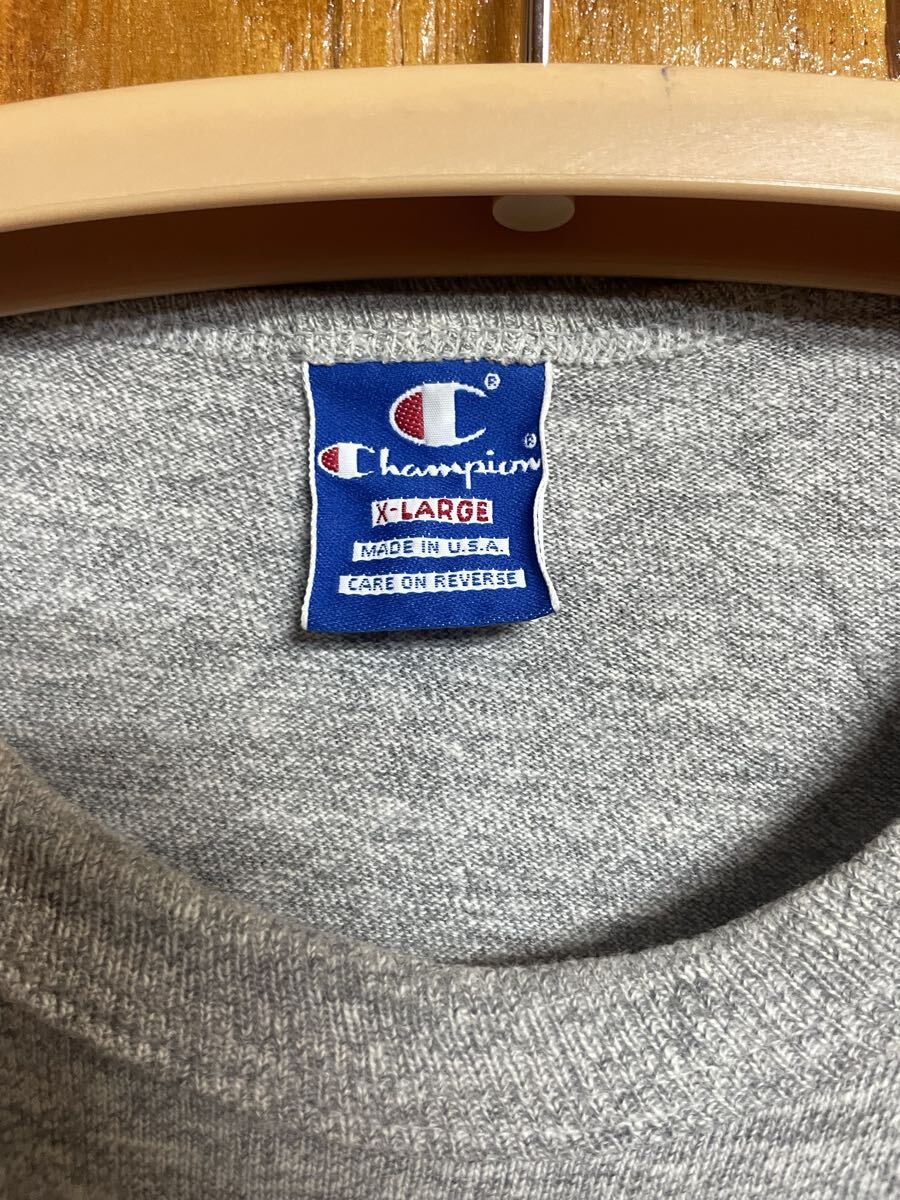 ®
Champion®
X-LARGE
MADE IN U.S.A.
CARE ON REVERSE